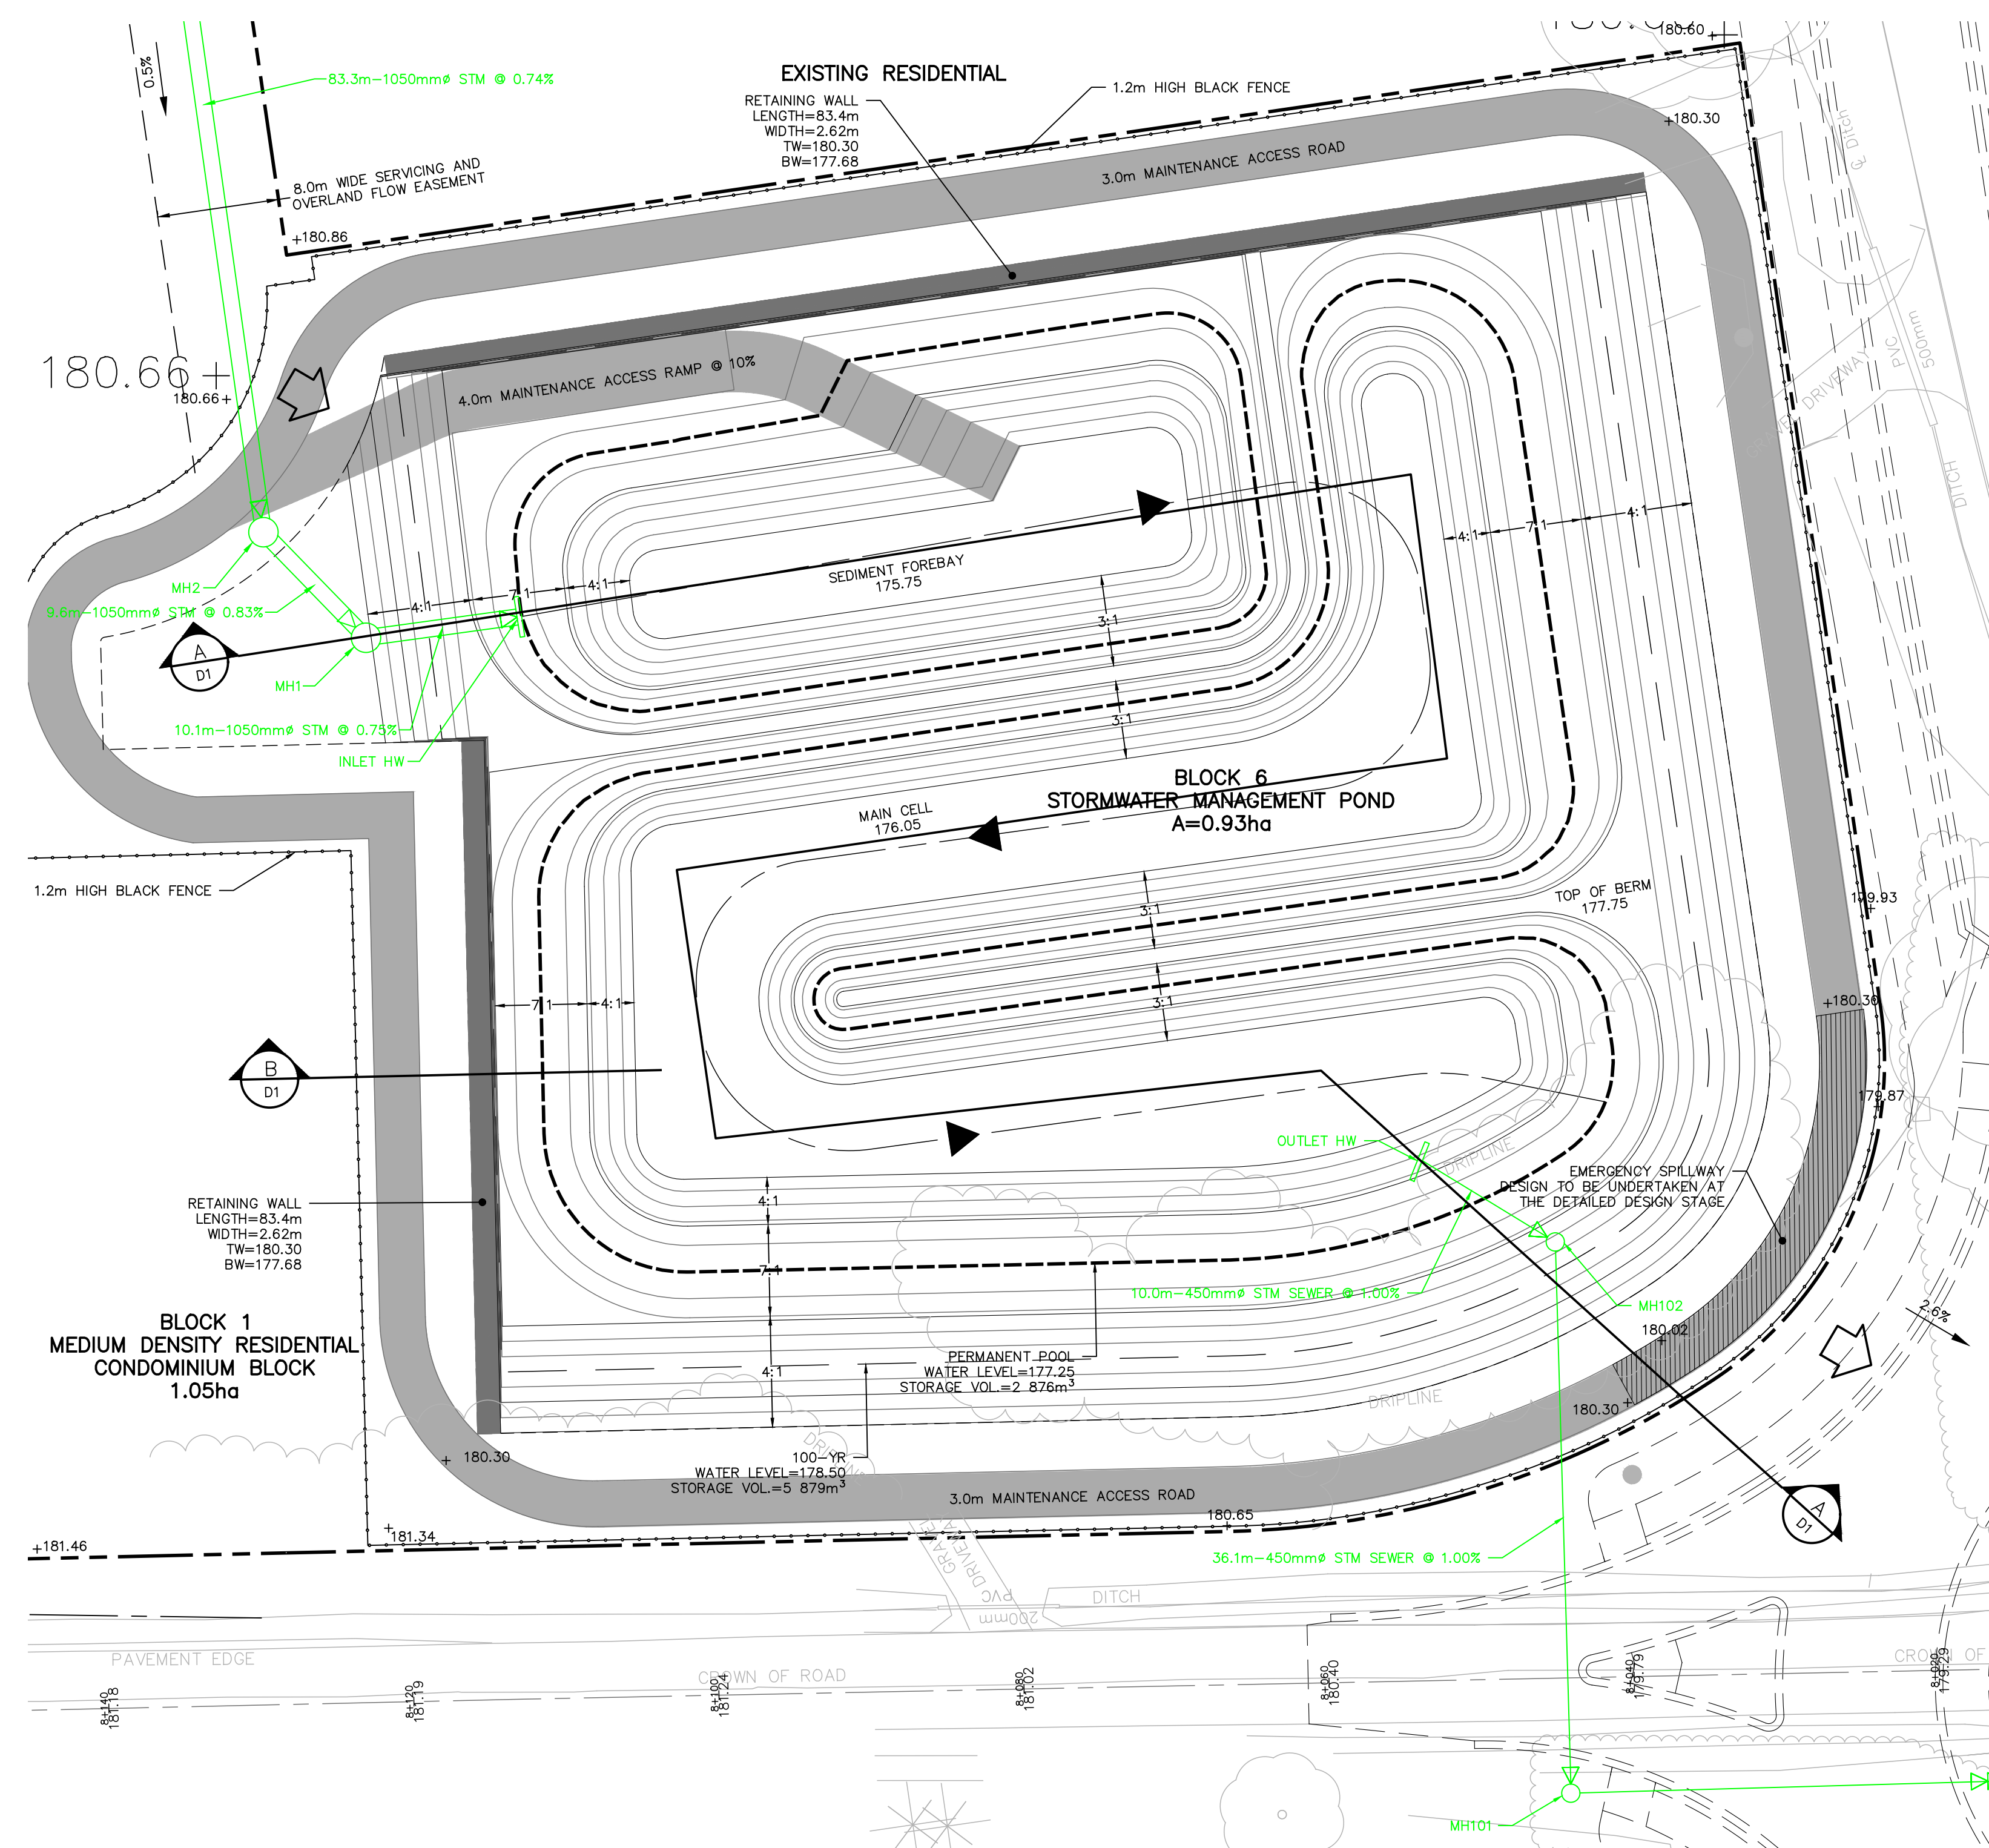 180.60
0.5%
83.3m-1050mmø STM @ 0.74%
EXISTING RESIDENTIAL
RETAINING WALL
LENGTH=83.4m
WIDTH=2.62m
TW=180.30
BW=177.68
1.2m HIGH BLACK FENCE
180.30
3.0m MAINTENANCE ACCESS ROAD
8.0m WIDE SERVICING AND
OVERLAND FLOW EASEMENT
180.86
℄ Ditch
500mm
PVC
180.66
180.66
4.0m MAINTENANCE ACCESS RAMP @ 10%
DRIVEWAY
DITCH
4:1
7:1
4:1
SEDIMENT FOREBAY
175.75
MH2
9.6m-1050mmø STM @ 0.83%
4:1
7:1
4:1
3:1
A
D1
MH1
10.1m-1050mmø STM @ 0.75%
INLET HW
3:1
BLOCK 6
STORMWATER MANAGEMENT POND
A=0.93ha
MAIN CELL
176.05
1.2m HIGH BLACK FENCE
3:1
TOP OF BERM
177.75
179.93
7:1
4:1
3:1
180.30
B
D1
179.87
OUTLET HW
DRIPLINE
EMERGENCY SPILLWAY
DESIGN TO BE UNDERTAKEN AT
THE DETAILED DESIGN STAGE
RETAINING WALL
LENGTH=83.4m
WIDTH=2.62m
TW=180.30
BW=177.68
4:1
7:1
4:1
10.0m-450mmø STM SEWER @ 1.00%
MH102
2.6%
BLOCK 1
MEDIUM DENSITY RESIDENTIAL
CONDOMINIUM BLOCK
1.05ha
180.02
PERMANENT POOL
WATER LEVEL=177.25
STORAGE VOL.=2 876m³
DRIPLINE
180.30
180.30
100-YR
WATER LEVEL=178.50
STORAGE VOL.=5 879m³
3.0m MAINTENANCE ACCESS ROAD
180.65
A
D1
181.34
181.46
36.1m-450mmø STM SEWER @ 1.00%
PVC
200mm
DITCH
PAVEMENT EDGE
CROWN OF ROAD
CROWN OF
8+140
181.18
8+120
181.19
8+100
181.24
8+080
181.02
8+060
180.40
8+040
179.79
8+020
179.29
MH101